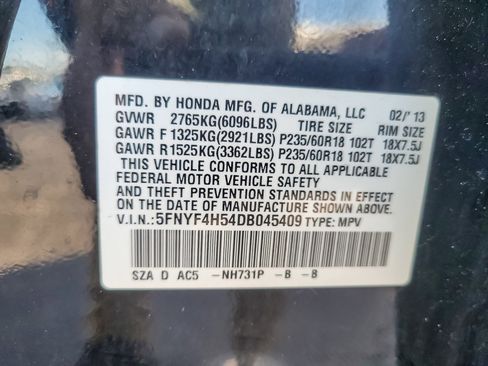 MFD. BY HONDA MFG. OF ALABAMA, LLC 02/'13
GVWR 2765KG(6096LBS) TIRE SIZE RIM SIZE
GAWR F 1325KG(2921LBS) P235/60R18 102T 18X7.5J
GAWR R1525KG(3362LBS) P235/60R18 102T 18X7.5J
THIS VEHICLE CONFORMS TO ALL APPLICABLE
FEDERAL MOTOR VEHICLE SAFETY
AND THEFT PREVENTION STANDARDS IN EFFECT
ON THE DATE OF MANUFACTURE SHOWN ABOVE.
V.I.N.:5FNYF4H54DB045409 TYPE: MPV
SZA D AC5 -NH731P -B -B